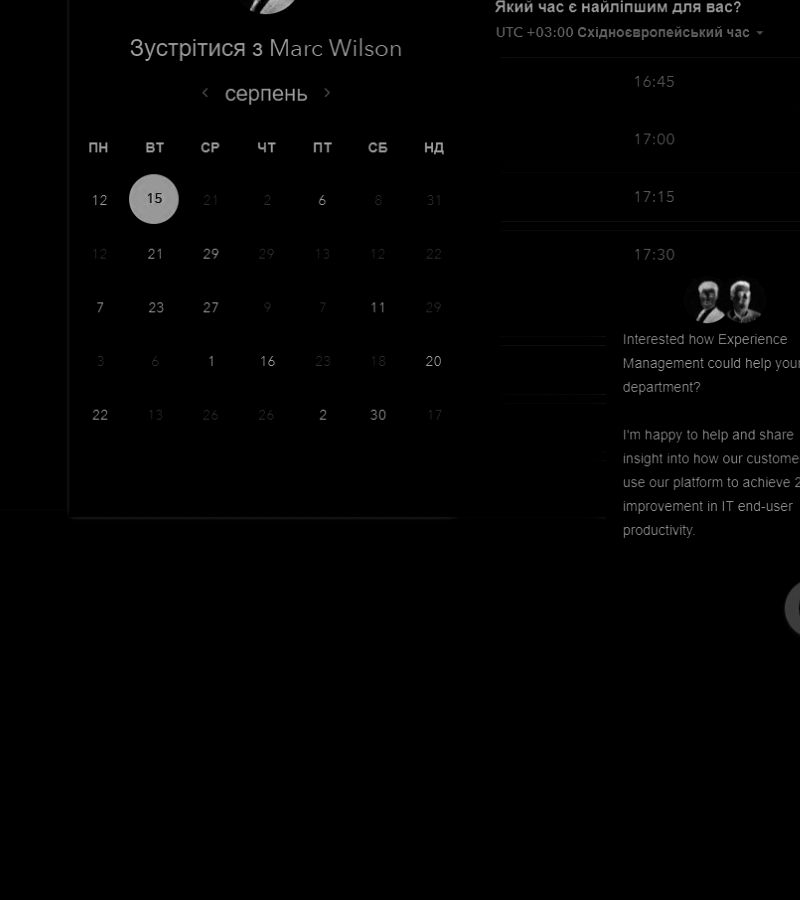 Який час є найліпшим для вас?
UTC +03:00 Східноєвропейський час
Зустрітися з Marc Wilson
серпень
ПН ВТ СР ЧТ ПТ СБ НД
12 15 21 2 6 8 31
12 21 29 29 13 12 22
7 23 27 9 7 11 29
3 6 1 16 23 18 20
22 13 26 26 2 30 17
16:45
17:00
17:15
17:30
Interested how Experience
Management could help your
department?
I'm happy to help and share
insight into how our custome
use our platform to achieve 2
improvement in IT end-user
productivity.